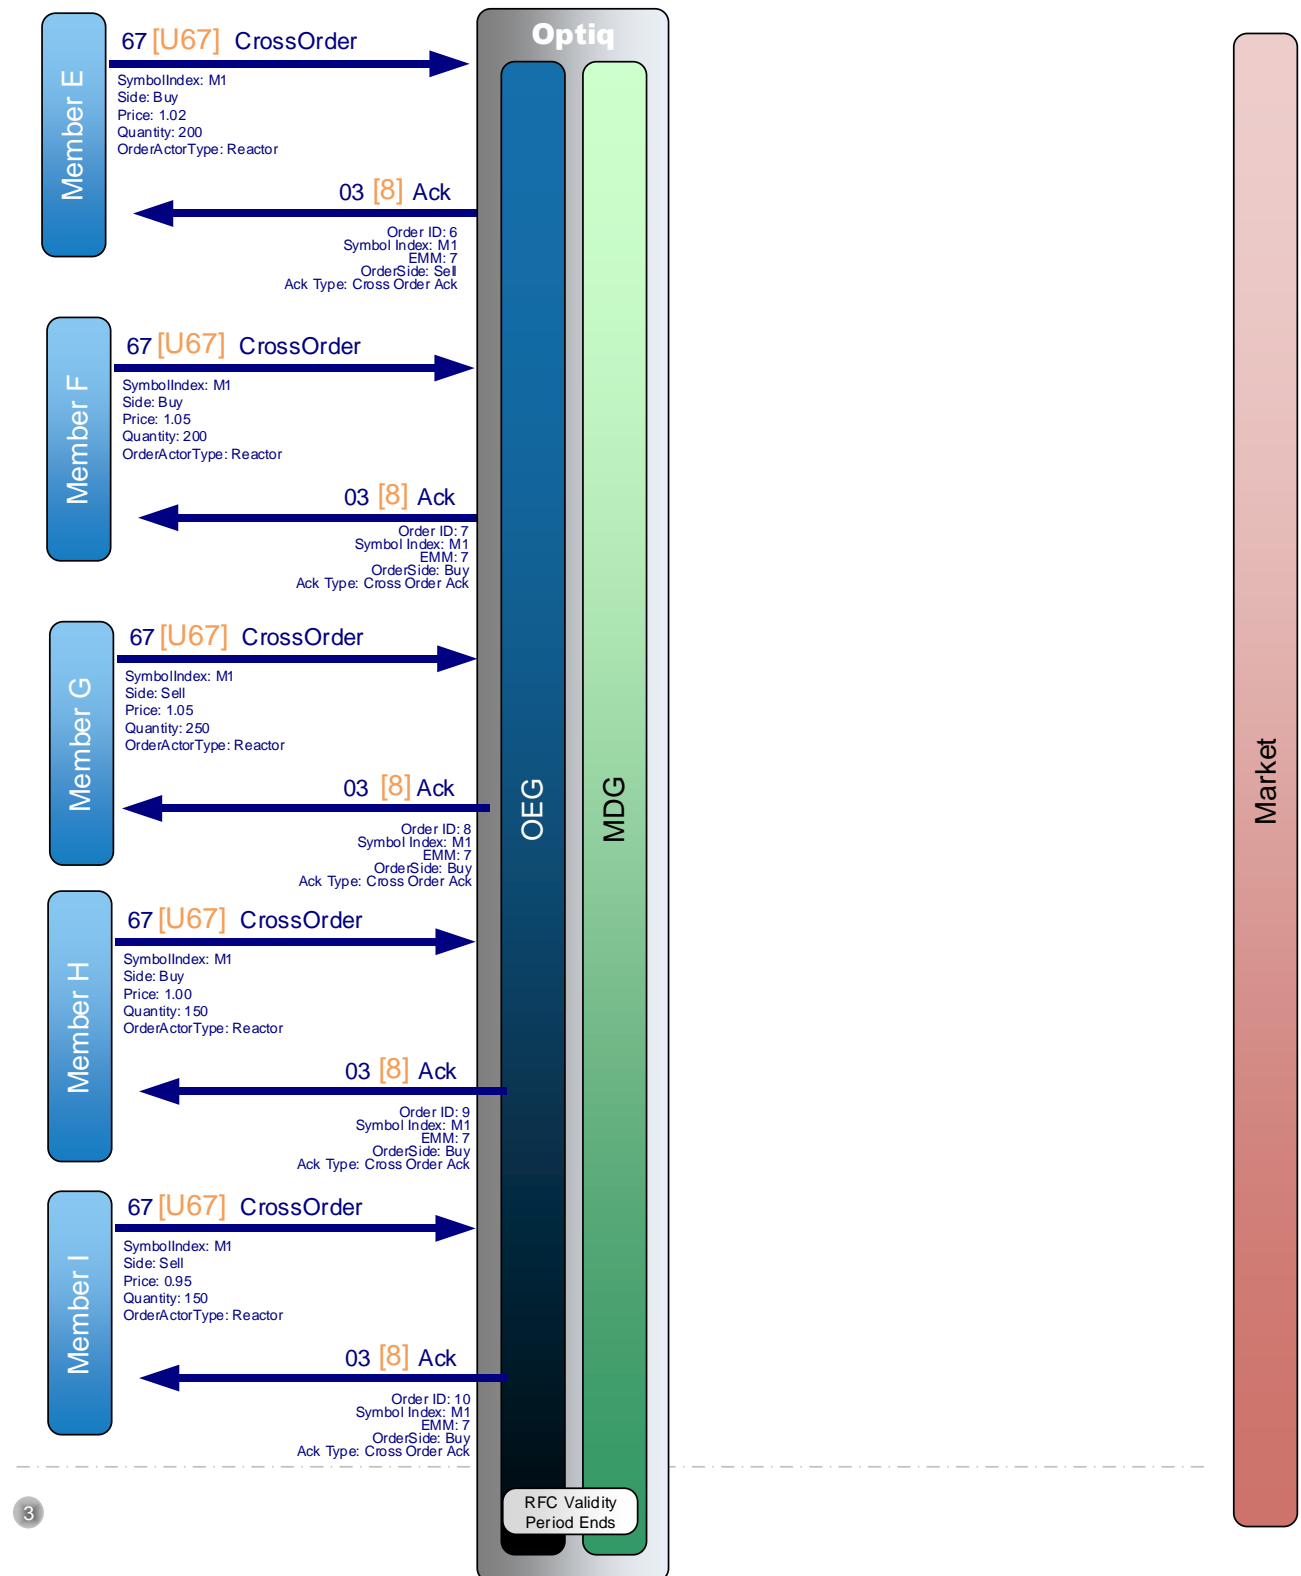 Optiq
Member E
67 [U67] CrossOrder
SymbolIndex: M1
Side: Buy
Price: 1.02
Quantity: 200
OrderActorType: Reactor
03 [8] Ack
Order ID: 6
Symbol Index: M1
EMM: 7
OrderSide: Sell
Ack Type: Cross Order Ack
Member F
67 [U67] CrossOrder
SymbolIndex: M1
Side: Buy
Price: 1.05
Quantity: 200
OrderActorType: Reactor
03 [8] Ack
Order ID: 7
Symbol Index: M1
EMM: 7
OrderSide: Buy
Ack Type: Cross Order Ack
Member G
67 [U67] CrossOrder
SymbolIndex: M1
Side: Sell
Price: 1.05
Quantity: 250
OrderActorType: Reactor
03 [8] Ack
Order ID: 8
Symbol Index: M1
EMM: 7
OrderSide: Buy
Ack Type: Cross Order Ack
OEG
MDG
Market
Member H
67 [U67] CrossOrder
SymbolIndex: M1
Side: Buy
Price: 1.00
Quantity: 150
OrderActorType: Reactor
03 [8] Ack
Order ID: 9
Symbol Index: M1
EMM: 7
OrderSide: Buy
Ack Type: Cross Order Ack
Member I
67 [U67] CrossOrder
SymbolIndex: M1
Side: Sell
Price: 0.95
Quantity: 150
OrderActorType: Reactor
03 [8] Ack
Order ID: 10
Symbol Index: M1
EMM: 7
OrderSide: Buy
Ack Type: Cross Order Ack
3
RFC Validity
Period Ends